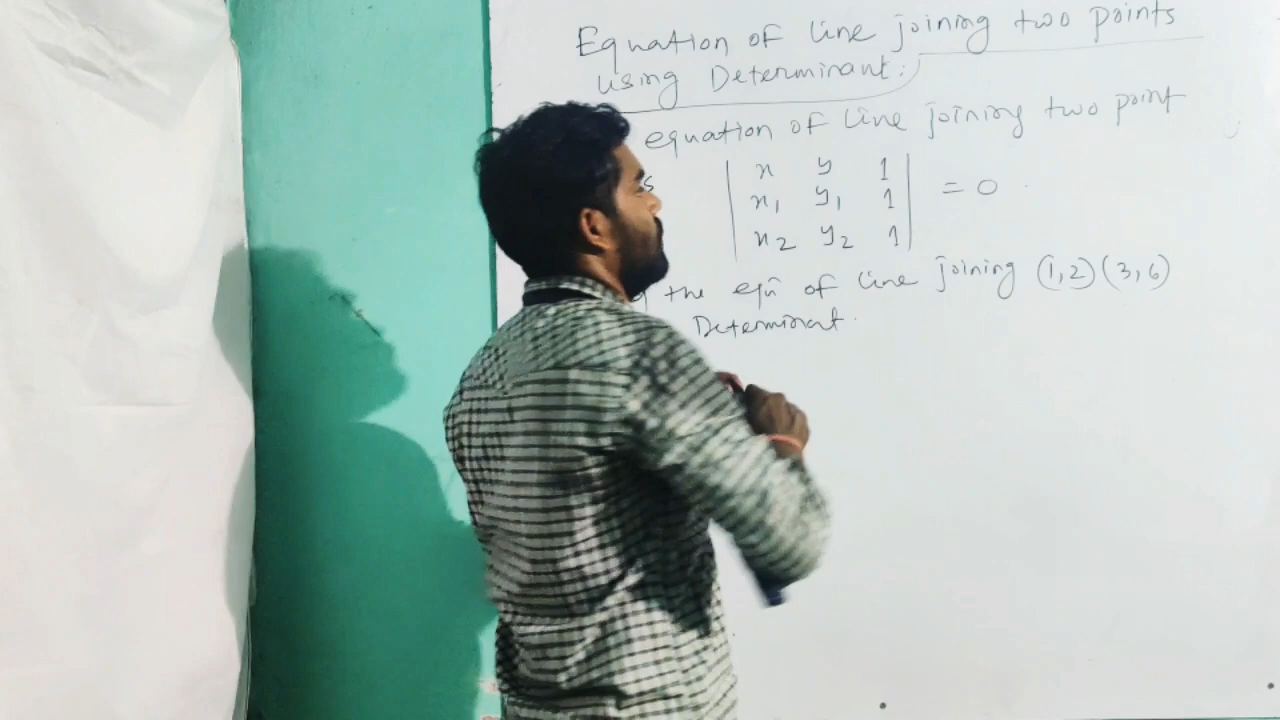 Equation of line joining two points
using Determinant:
equation of line joining two point
s
x y 1
x₁ y₁ 1 = 0
x₂ y₂ 1
the eqn of line joining (1,2)(3,6)
Determinant.